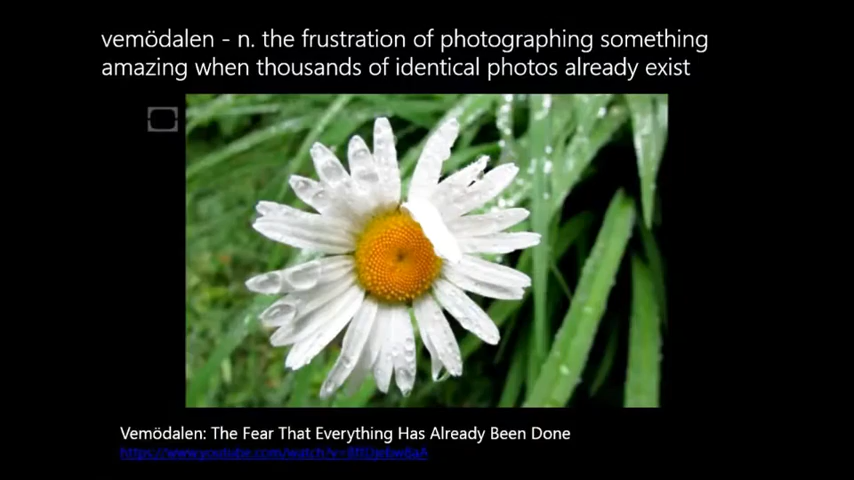 vemödalen - n. the frustration of photographing something
amazing when thousands of identical photos already exist
Vemödalen: The Fear That Everything Has Already Been Done